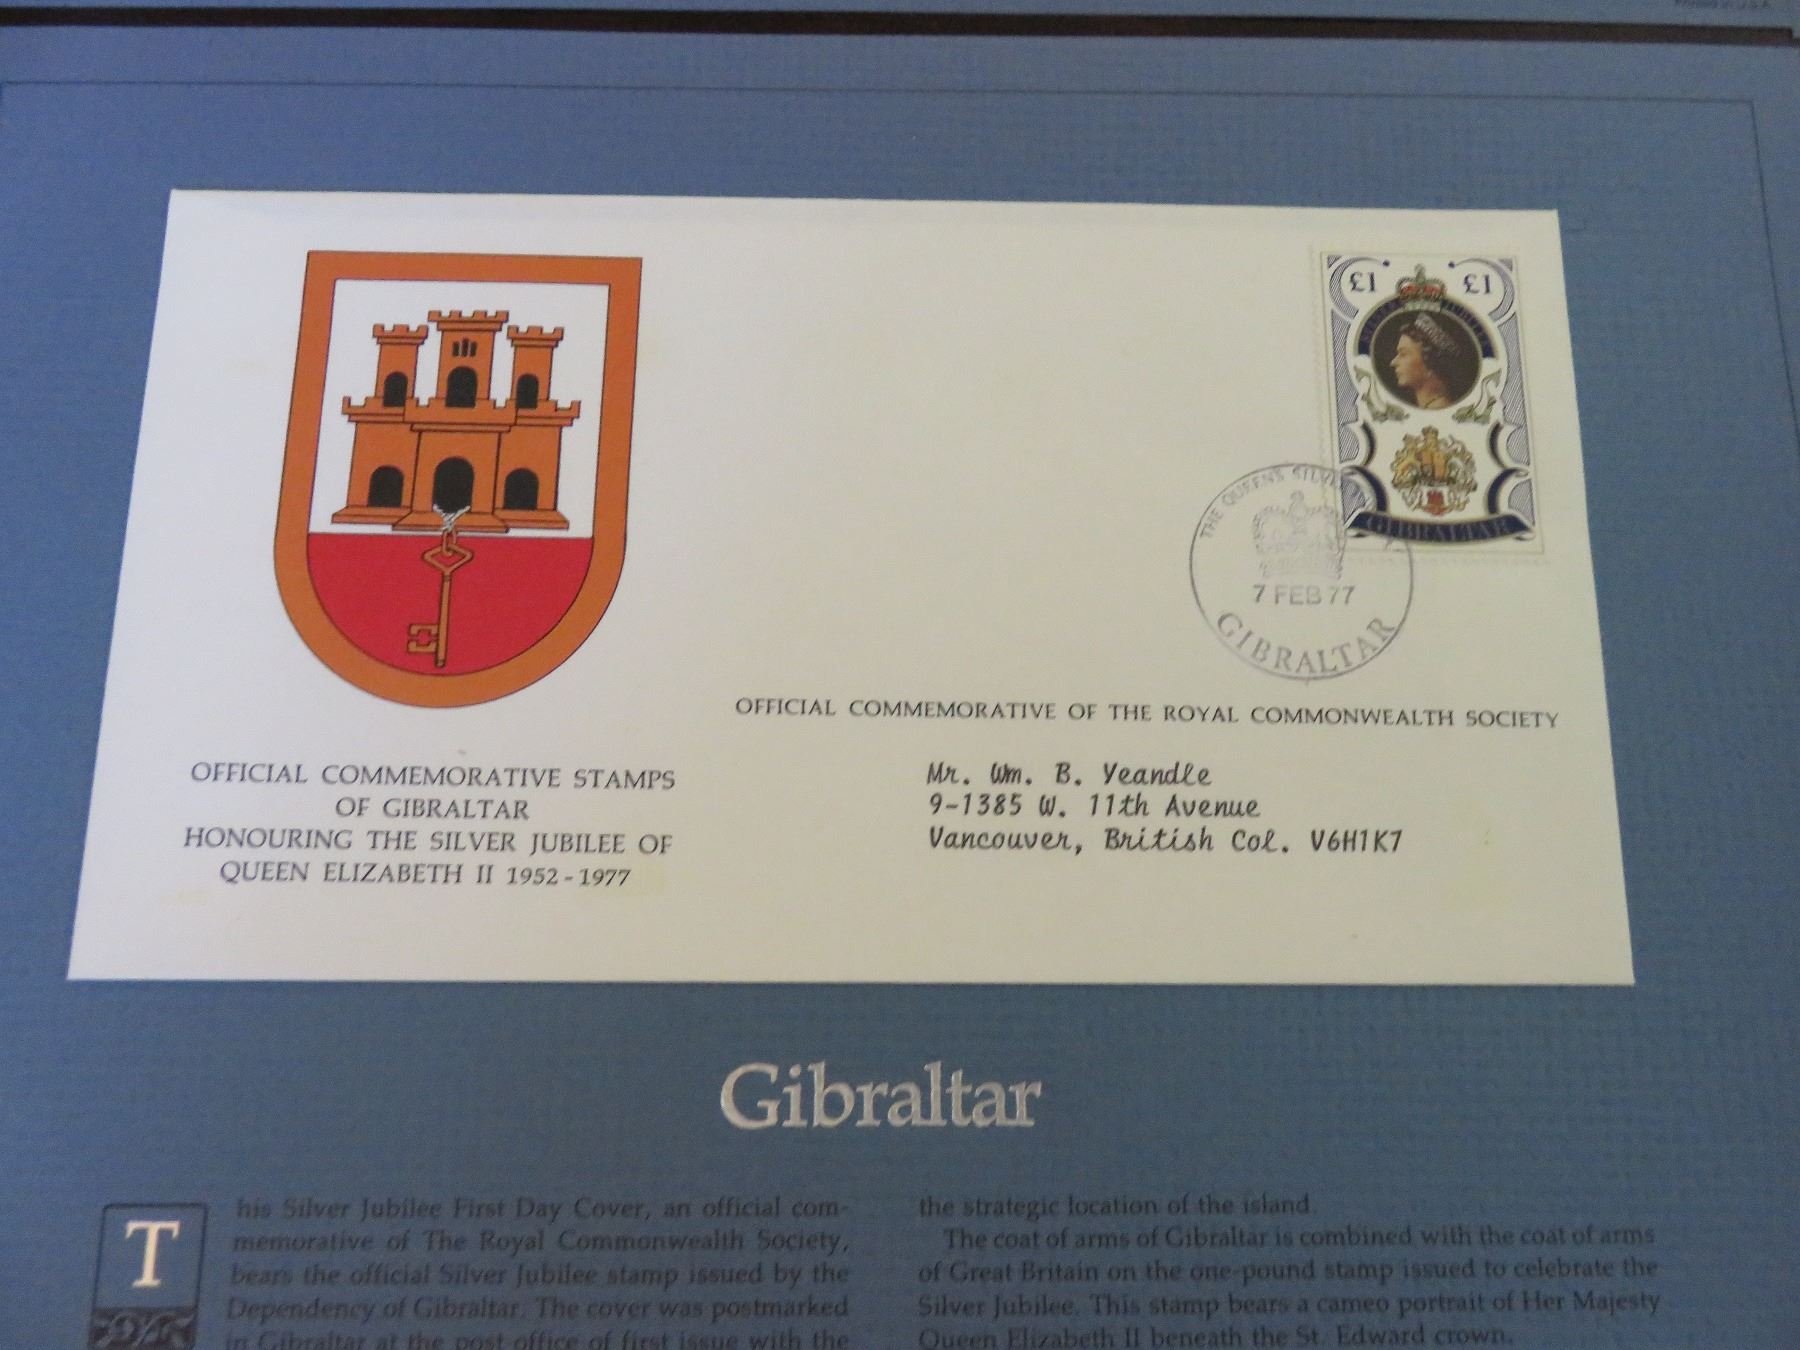 Printed in U.S.A.
£1 £1
GIBRALTAR
THE QUEEN'S SILVER
7 FEB 77
GIBRALTAR
OFFICIAL COMMEMORATIVE OF THE ROYAL COMMONWEALTH SOCIETY
OFFICIAL COMMEMORATIVE STAMPS
OF GIBRALTAR
HONOURING THE SILVER JUBILEE OF
QUEEN ELIZABETH II 1952-1977
Mr. Wm. B. Yeandle
9-1385 W. 11th Avenue
Vancouver, British Col. V6H1K7
Gibraltar
This Silver Jubilee First Day Cover, an official com-
memorative of The Royal Commonwealth Society,
bears the official Silver Jubilee stamp issued by the
Dependency of Gibraltar. The cover was postmarked
in Gibraltar at the post office of first issue with the
the strategic location of the island.
The coat of arms of Gibraltar is combined with the coat of arms
of Great Britain on the one-pound stamp issued to celebrate the
Silver Jubilee. This stamp bears a cameo portrait of Her Majesty
Queen Elizabeth II beneath the St. Edward crown.